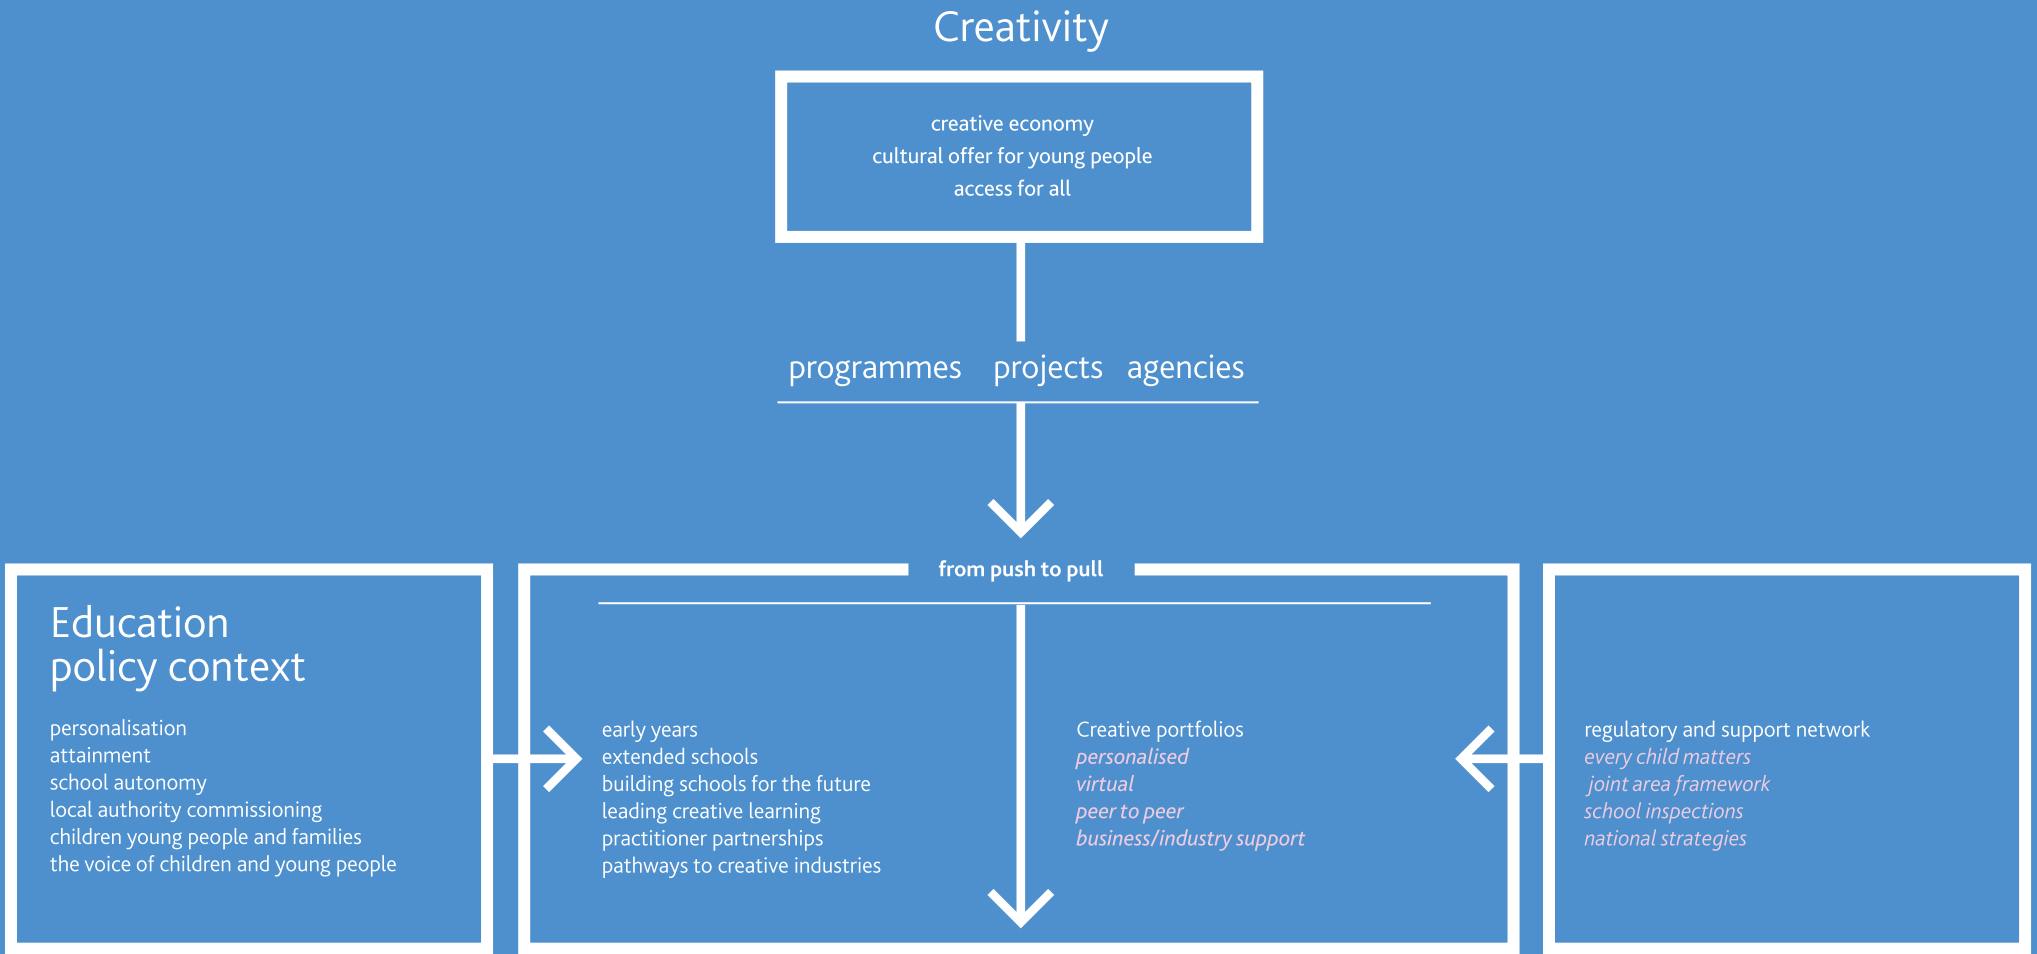 Creativity
creative economy
cultural offer for young people
access for all
programmes projects agencies
from push to pull
Education
policy context
personalisation
attainment
school autonomy
local authority commissioning
children young people and families
the voice of children and young people
early years
extended schools
building schools for the future
leading creative learning
practitioner partnerships
pathways to creative industries
Creative portfolios
personalised
virtual
peer to peer
business/industry support
regulatory and support network
every child matters
joint area framework
school inspections
national strategies